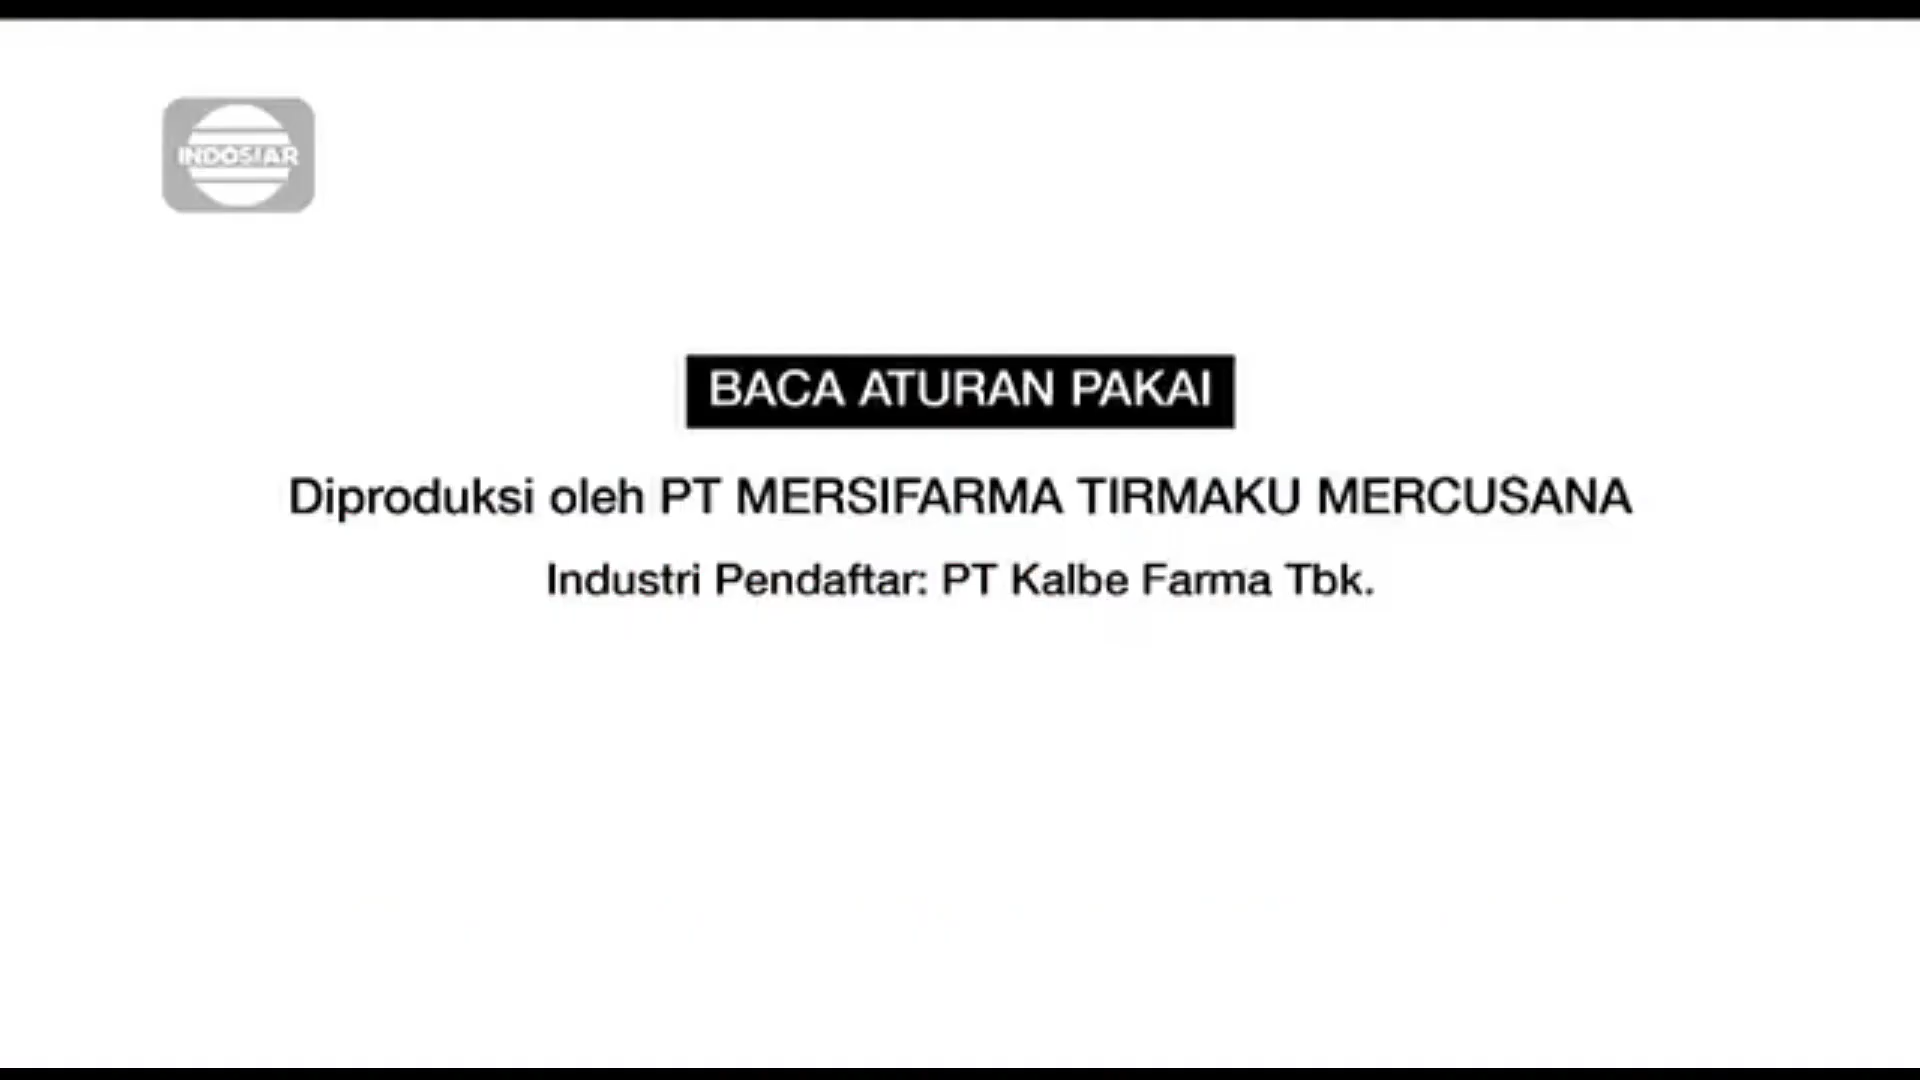 INDOSIAR
BACA ATURAN PAKAI
Diproduksi oleh PT MERSIFARMA TIRMAKU MERCUSANA
Industri Pendaftar: PT Kalbe Farma Tbk.